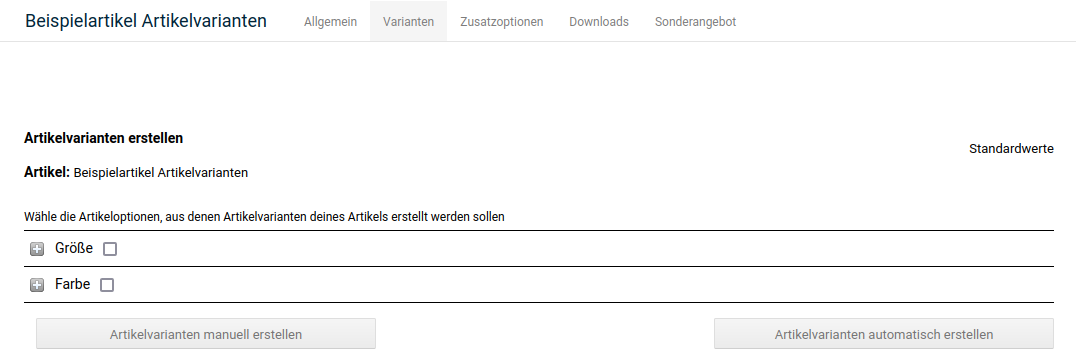 Beispielartikel Artikelvarianten Allgemein Varianten Zusatzoptionen Downloads Sonderangebot
Artikelvarianten erstellen
Standardwerte
Artikel: Beispielartikel Artikelvarianten
Wähle die Artikeloptionen, aus denen Artikelvarianten deines Artikels erstellt werden sollen
Größe
Farbe
Artikelvarianten manuell erstellen Artikelvarianten automatisch erstellen